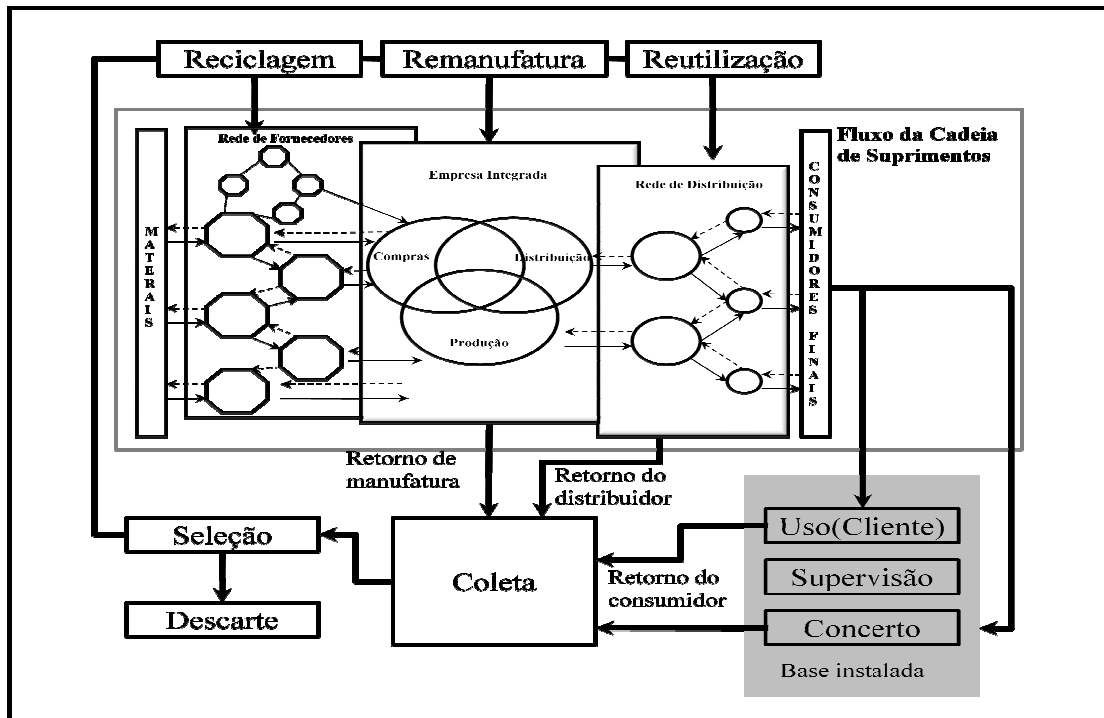 Reciclagem
Remanufatura
Reutilização
Rede de Fornecedores
Fluxo da Cadeia
de Suprimentos
Empresa Integrada
Rede de Distribuição
MATERAIS
Compras
Distribuição
Produção
CONSUMIDORES FINAIS
Retorno de
manufatura
Retorno do
distribuidor
Seleção
Coleta
Uso(Cliente)
Retorno do
consumidor
Supervisão
Descarte
Concerto
Base instalada